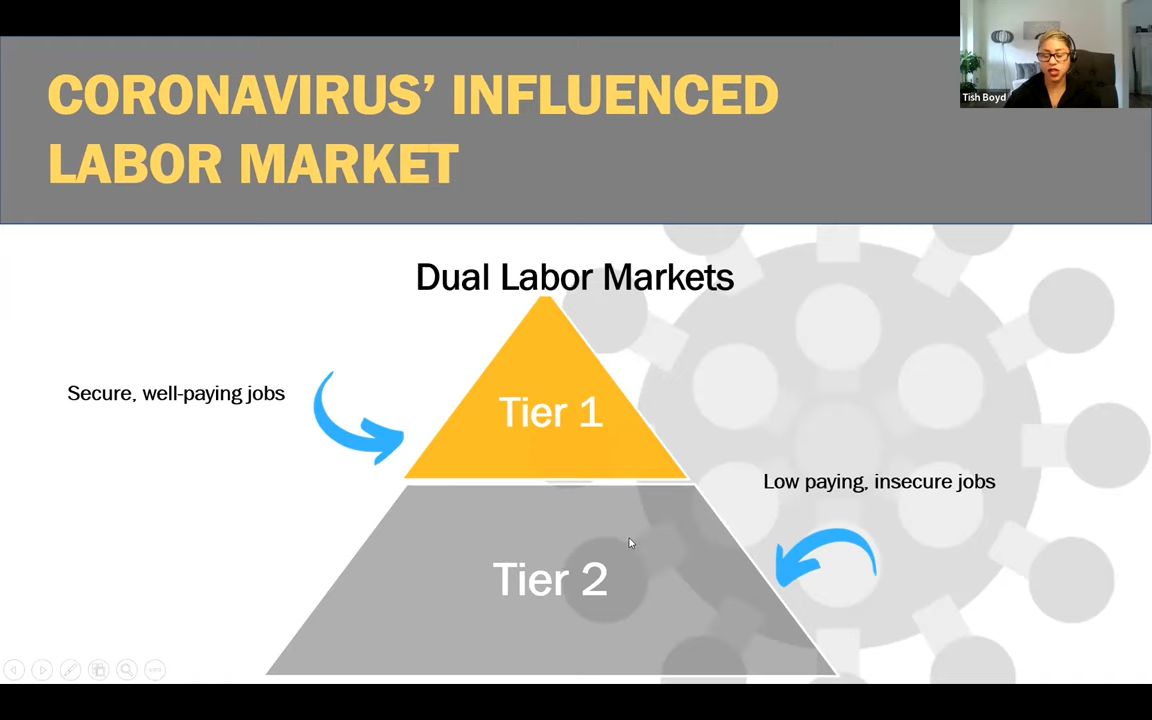 CORONAVIRUS’ INFLUENCED
LABOR MARKET
Tish Boyd
Dual Labor Markets
Secure, well-paying jobs
Tier 1
Low paying, insecure jobs
Tier 2